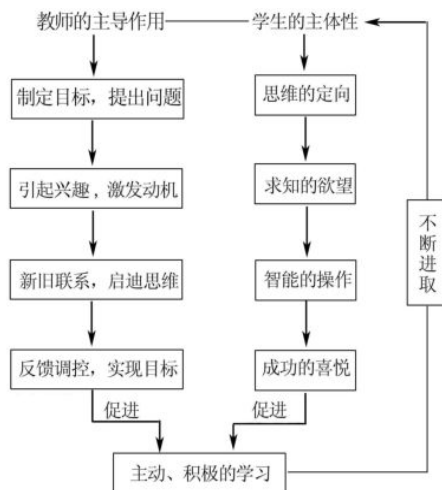 教师的主导作用
学生的主体性
制定目标，提出问题
思维的定向
引起兴趣，激发动机
求知的欲望
不断进取
新旧联系，启迪思维
智能的操作
反馈调控，实现目标
成功的喜悦
促进
促进
主动、积极的学习